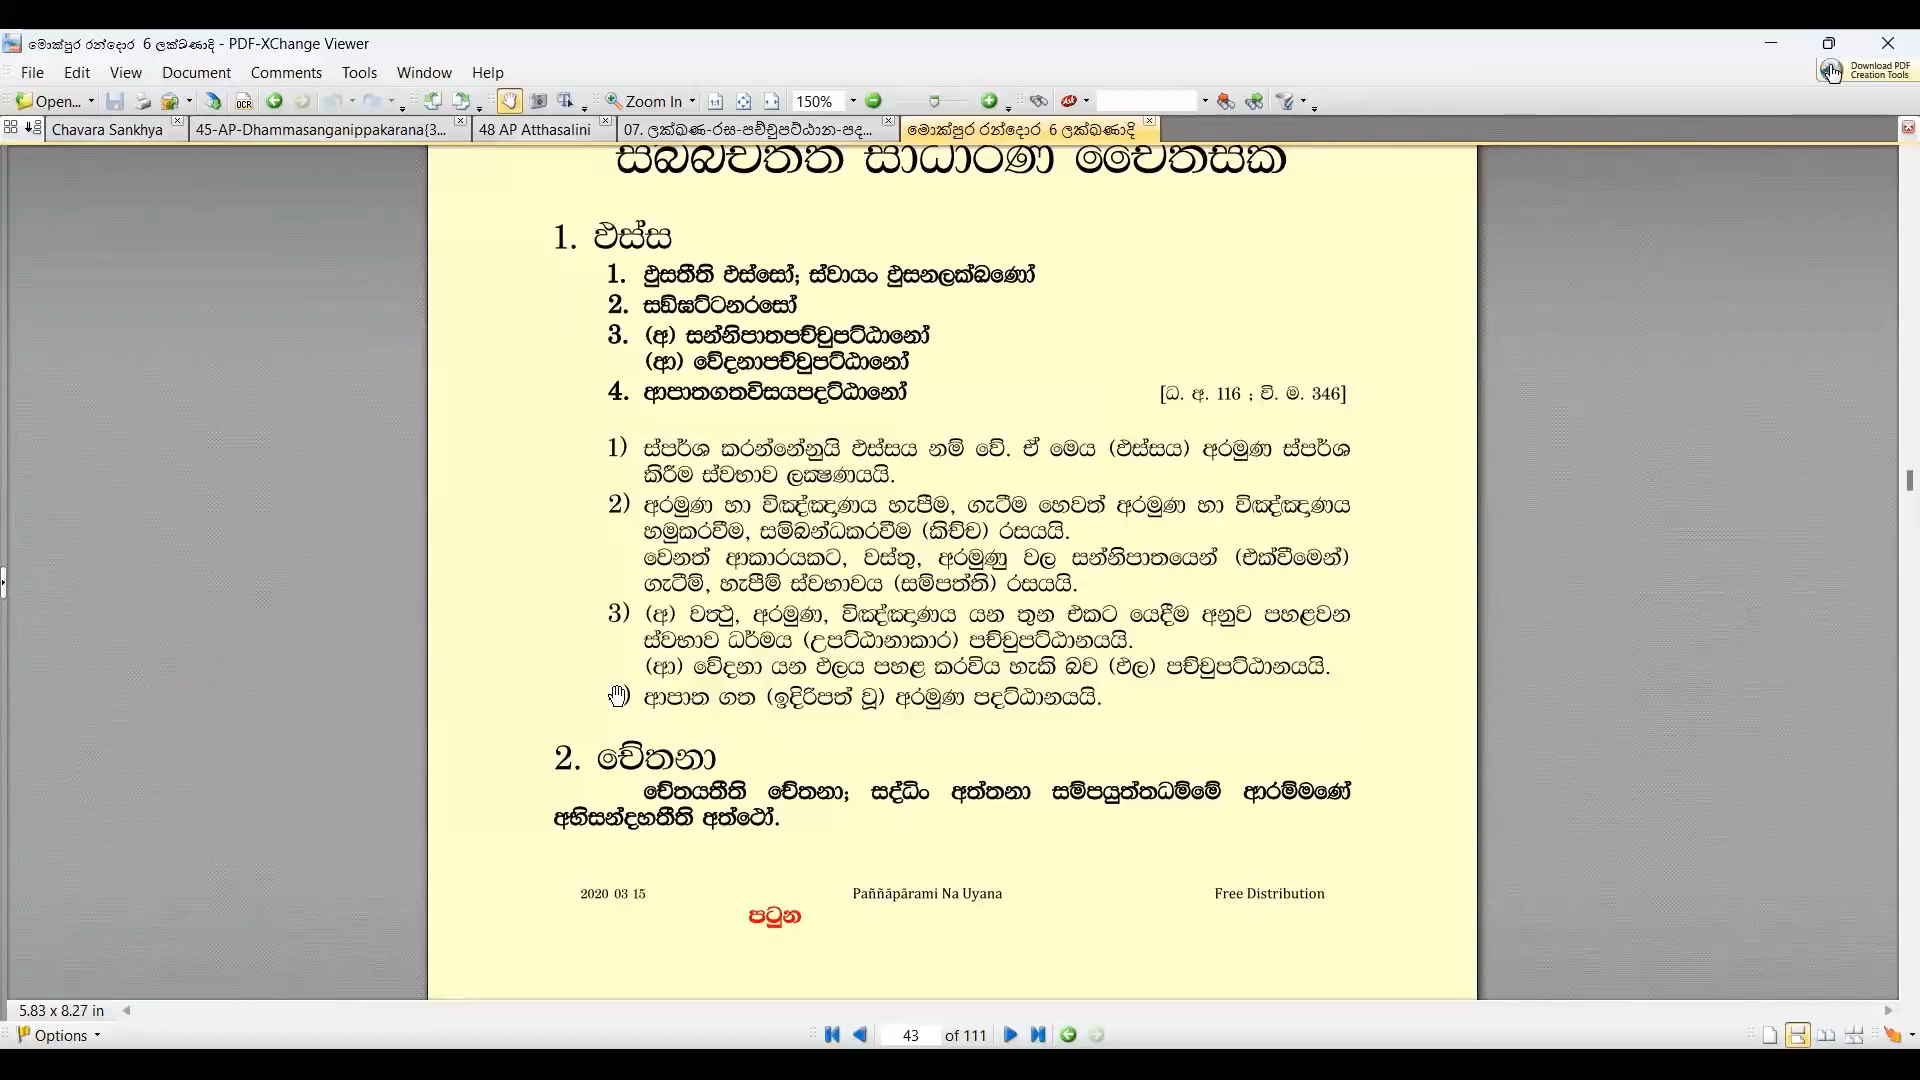 මොක්පුර රන්දොර 6 ලක්ඛණාදි - PDF-XChange Viewer
File Edit View Document Comments Tools Window Help
Download PDF Creation Tools
Open... OCR Zoom In 150%
Chavara Sankhya 45-AP-Dhammasanganippakarana{3... 48 AP Atthasalini 07. ලක්ඛණ-රස-පච්චුපට්ඨාන-පද... මොක්පුර රන්දොර 6 ලක්ඛණාදි
සබ්බචිත්ත සාධාරණ චෛතසික
1. ඵස්ස
1. ඵුසතීති ඵස්සෝ; ස්වායං ඵුසනලක්ඛණෝ
2. සඞ්ඝට්ටනරසෝ
3. (අ) සන්නිපාතපච්චුපට්ඨානෝ
(ආ) වේදනාපච්චුපට්ඨානෝ
4. ආපාතගතවිසයපදට්ඨානෝ [ධ. අ. 116 ; වි. ම. 346]
1) ස්පර්ශ කරන්නේනුයි ඵස්සය නම් වේ. ඒ මෙය (ඵස්සය) අරමුණ ස්පර්ශ
කිරීම ස්වභාව ලක්‍ෂණයයි.
2) අරමුණ හා විඤ්ඤාණය හැපීම, ගැටීම හෙවත් අරමුණ හා විඤ්ඤාණය
හමුකරවීම, සම්බන්ධකරවීම (කිච්ච) රසයයි.
වෙනත් ආකාරයකට, වස්තු, අරමුණු වල සන්නිපාතයෙන් (එක්වීමෙන්)
ගැටීම්, හැපීම් ස්වභාවය (සම්පත්ති) රසයයි.
3) (අ) වත්‍ථු, අරමුණ, විඤ්ඤාණය යන තුන එකට යෙදීම අනුව පහළවන
ස්වභාව ධර්මය (උපට්ඨානාකාර) පච්චුපට්ඨානයයි.
(ආ) වේදනා යන ඵලය පහළ කරවිය හැකි බව (ඵල) පච්චුපට්ඨානයයි.
) ආපාත ගත (ඉදිරිපත් වූ) අරමුණ පදට්ඨානයයි.
2. චේතනා
චේතයතීති චේතනා; සද්ධිං අත්තනා සම්පයුත්තධම්මේ ආරම්මණේ
අභිසන්දහතීති අත්ථෝ.
2020 03 15 Paññāpārami Na Uyana Free Distribution
පටුන
5.83 x 8.27 in
Options 43 of 111